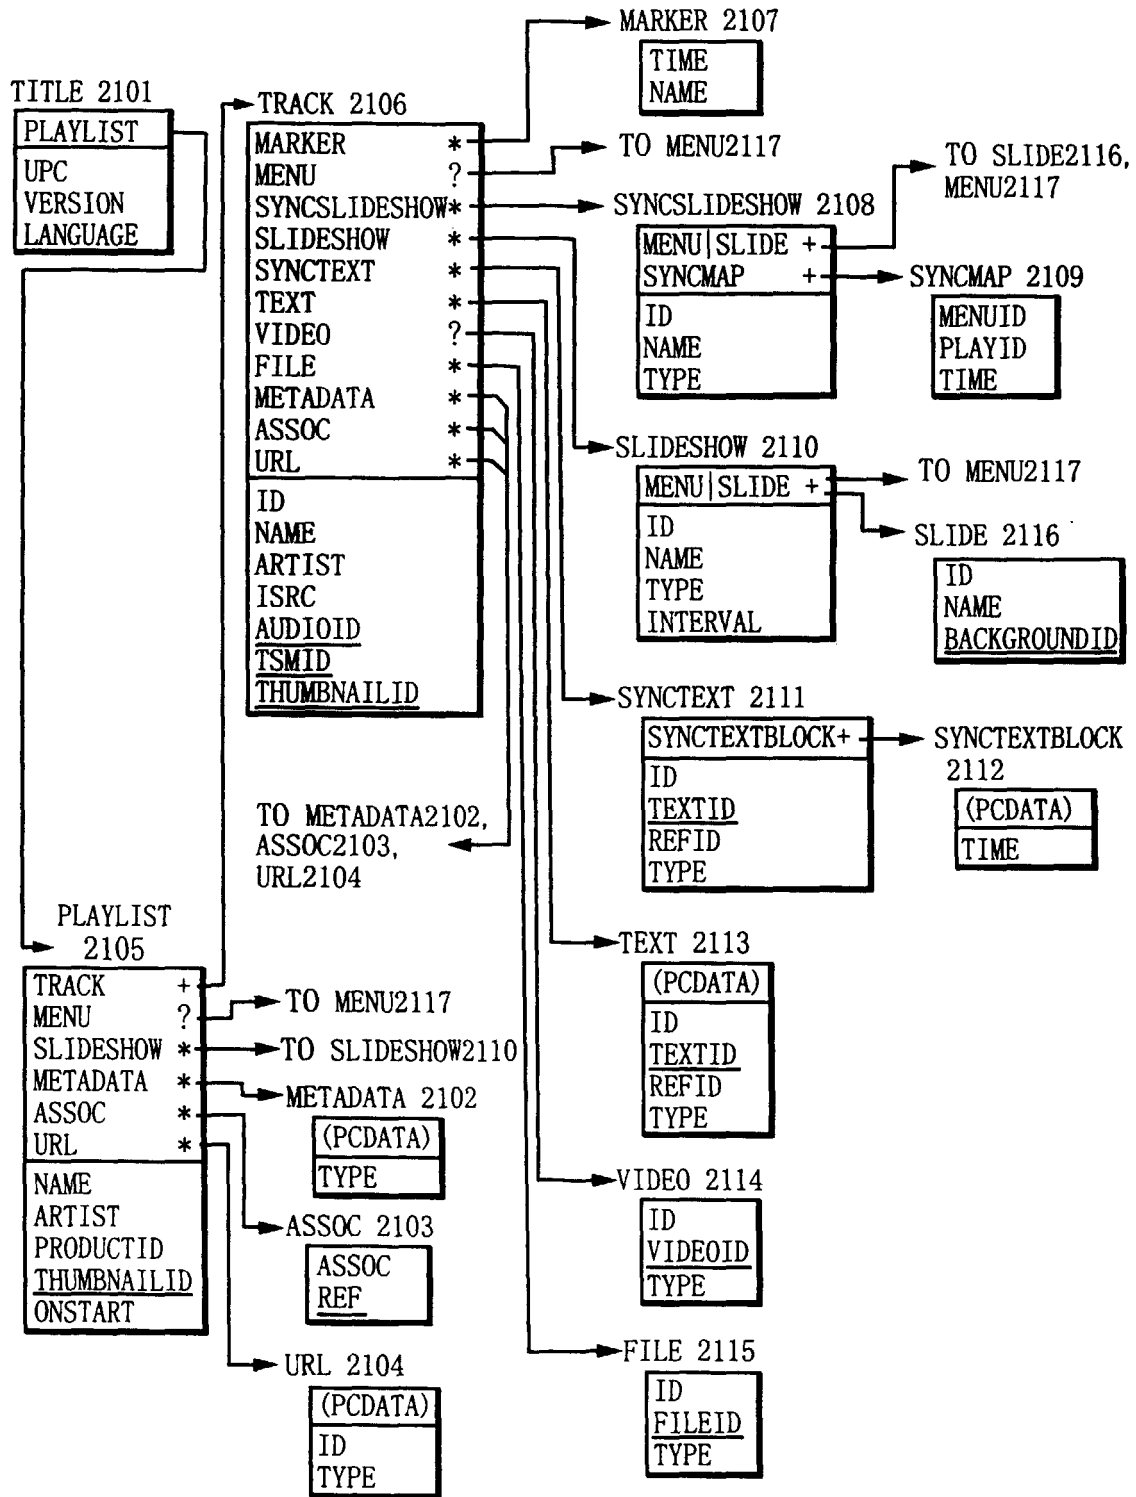 TITLE 2101
PLAYLIST
UPC
VERSION
LANGUAGE
TRACK 2106
MARKER *
MENU ?
SYNCSLIDESHOW*
SLIDESHOW *
SYNCTEXT *
TEXT *
VIDEO ?
FILE *
METADATA *
ASSOC *
URL *
ID
NAME
ARTIST
ISRC
AUDIOID
TSMID
THUMBNAILID
TO METADATA2102,
ASSOC2103,
URL2104
PLAYLIST
2105
TRACK +
MENU ?
SLIDESHOW *
METADATA *
ASSOC *
URL *
NAME
ARTIST
PRODUCTID
THUMBNAILID
ONSTART
TO MENU2117
TO SLIDESHOW2110
METADATA 2102
(PCDATA)
TYPE
ASSOC 2103
ASSOC
REF
URL 2104
(PCDATA)
ID
TYPE
MARKER 2107
TIME
NAME
TO MENU2117
SYNCSLIDESHOW 2108
MENU|SLIDE +
SYNCMAP +
ID
NAME
TYPE
TO SLIDE2116,
MENU2117
SYNCMAP 2109
MENUID
PLAYID
TIME
SLIDESHOW 2110
MENU|SLIDE +
ID
NAME
TYPE
INTERVAL
TO MENU2117
SLIDE 2116
ID
NAME
BACKGROUNDID
SYNCTEXT 2111
SYNCTEXTBLOCK+
ID
TEXTID
REFID
TYPE
SYNCTEXTBLOCK
2112
(PCDATA)
TIME
TEXT 2113
(PCDATA)
ID
TEXTID
REFID
TYPE
VIDEO 2114
ID
VIDEOID
TYPE
FILE 2115
ID
FILEID
TYPE